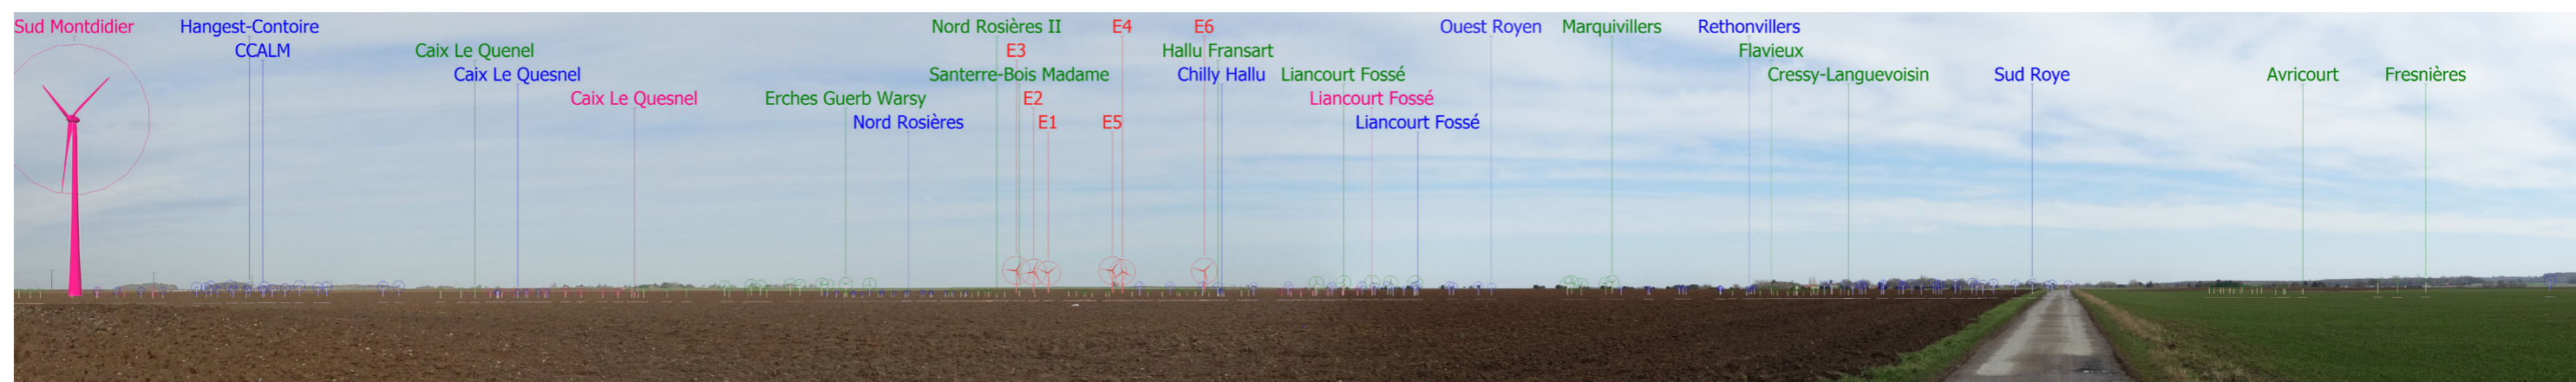 Sud Montdidier Hangest-Contoire Nord Rosières II E4 E6 Ouest Royen Marquivillers Rethonvillers
CCALM Caix Le Quenel E3 Hallu Fransart Flavieux
Caix Le Quesnel Santerre-Bois Madame Chilly Hallu Liancourt Fossé Cressy-Languevoisin Sud Roye Avricourt Fresnières
Caix Le Quesnel Erches Guerb Warsy E2 Liancourt Fossé
Nord Rosières E1 E5 Liancourt Fossé